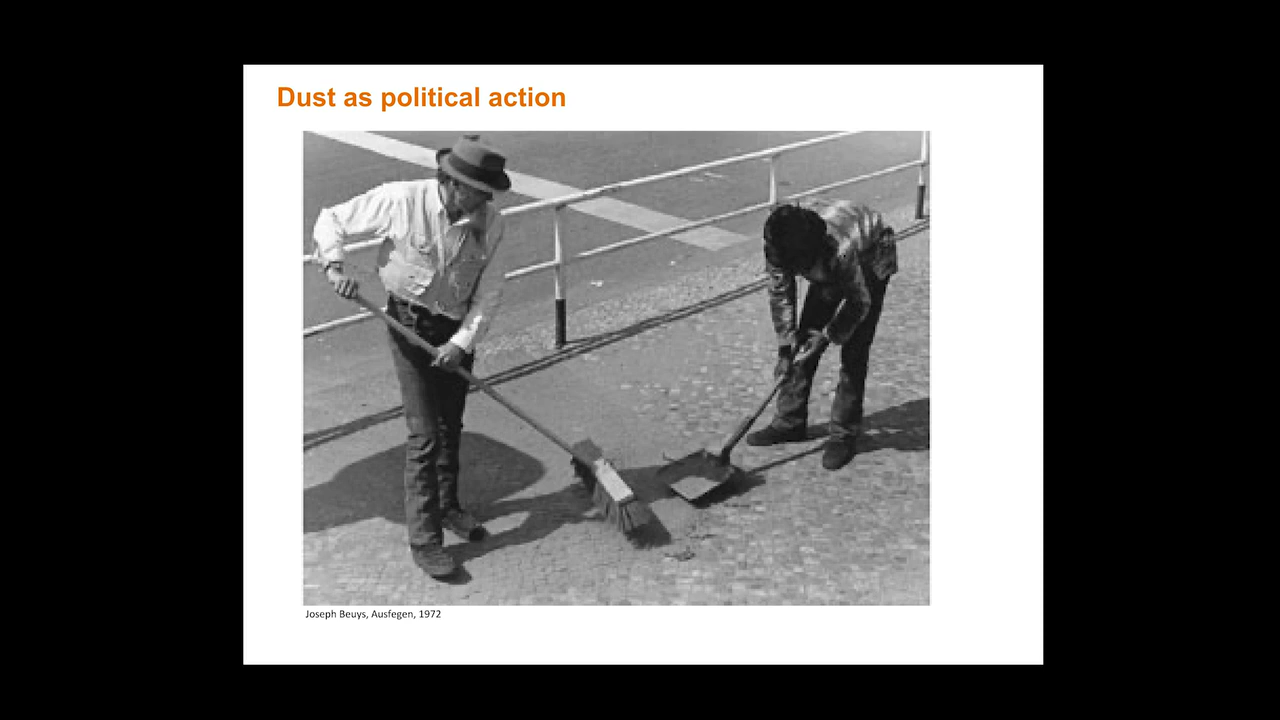 Dust as political action
Joseph Beuys, Ausfegen, 1972